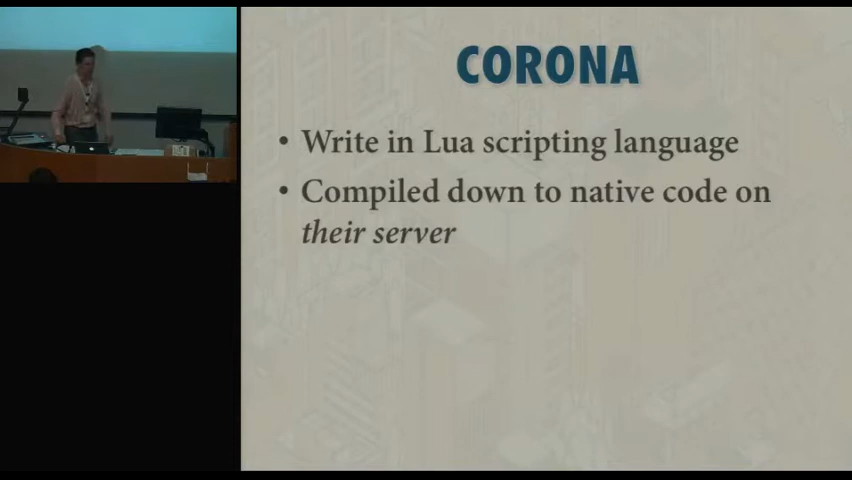 CORONA
• Write in Lua scripting language
• Compiled down to native code on
their server